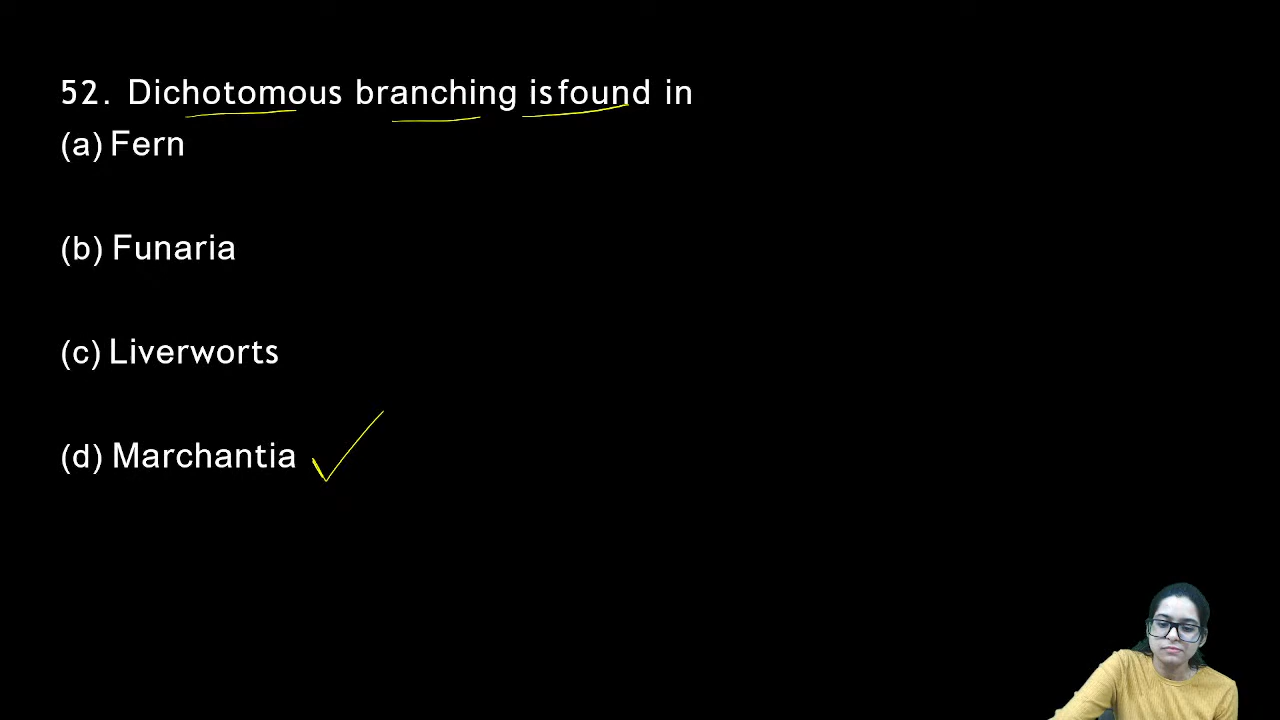 52. Dichotomous branching is found in
(a) Fern
(b) Funaria
(c) Liverworts
(d) Marchantia